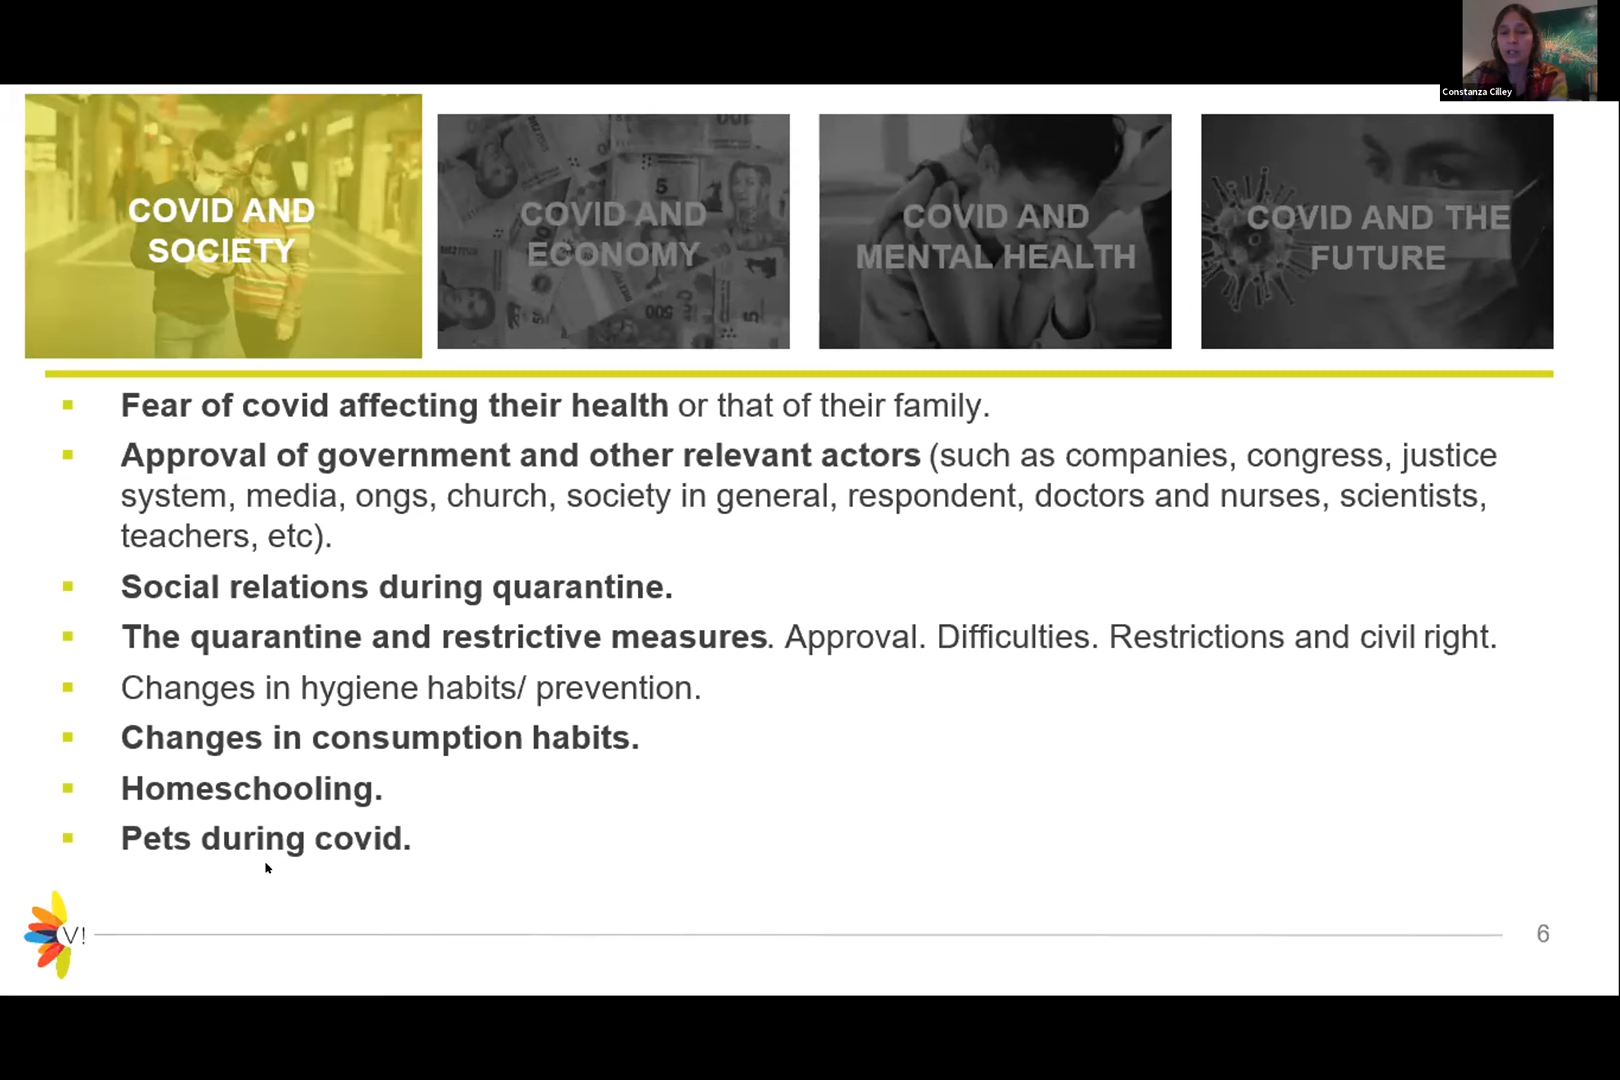 Constanza Cilley
COVID AND
SOCIETY
COVID AND
ECONOMY
COVID AND
MENTAL HEALTH
COVID AND THE
FUTURE
▪ Fear of covid affecting their health or that of their family.
▪ Approval of government and other relevant actors (such as companies, congress, justice
system, media, ongs, church, society in general, respondent, doctors and nurses, scientists,
teachers, etc).
▪ Social relations during quarantine.
▪ The quarantine and restrictive measures. Approval. Difficulties. Restrictions and civil right.
▪ Changes in hygiene habits/ prevention.
▪ Changes in consumption habits.
▪ Homeschooling.
▪ Pets during covid.
V!
6